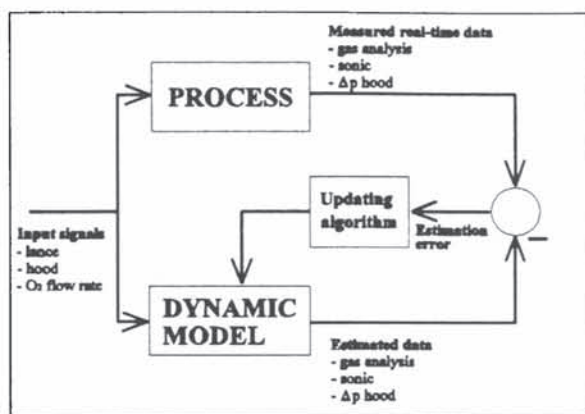 Measured real-time data
- gas analysis
- sonic
- Δp hood
PROCESS
Updating
algorithm
Estimation
error
Input signals
- lance
- hood
- O₂ flow rate
DYNAMIC
MODEL
Estimated data
- gas analysis
- sonic
- Δp hood